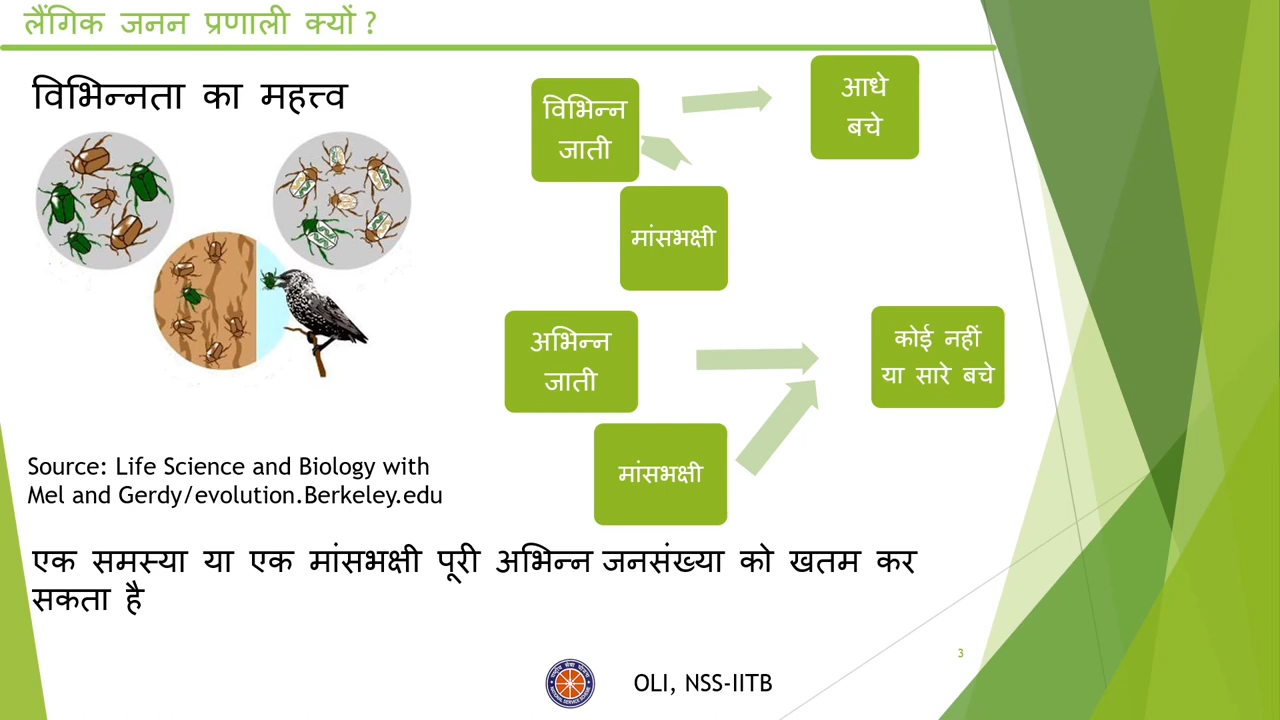 लैंगिक जनन प्रणाली क्यों ?
विभिन्नता का महत्त्व
विभिन्न
जाती
आधे
बचे
मांसभक्षी
अभिन्न
जाती
कोई नहीं
या सारे बचे
मांसभक्षी
Source: Life Science and Biology with
Mel and Gerdy/evolution.Berkeley.edu
एक समस्या या एक मांसभक्षी पूरी अभिन्न जनसंख्या को खतम कर
सकता है
3
OLI, NSS-IITB